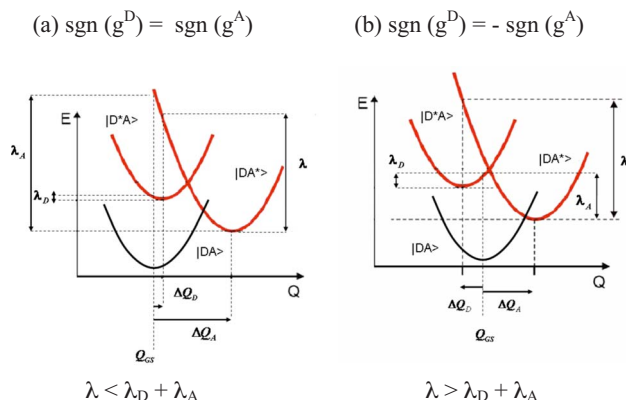 (a) sgn (g^D) = sgn (g^A)
(b) sgn (g^D) = - sgn (g^A)
E
|D*A>
λ_A
λ_D
λ
|DA*>
|DA>
Q
ΔQ_D
ΔQ_A
Q_GS
λ < λ_D + λ_A
E
|D*A>
|DA*>
λ_D
λ
λ_A
|DA>
Q
ΔQ_D
ΔQ_A
Q_GS
λ > λ_D + λ_A